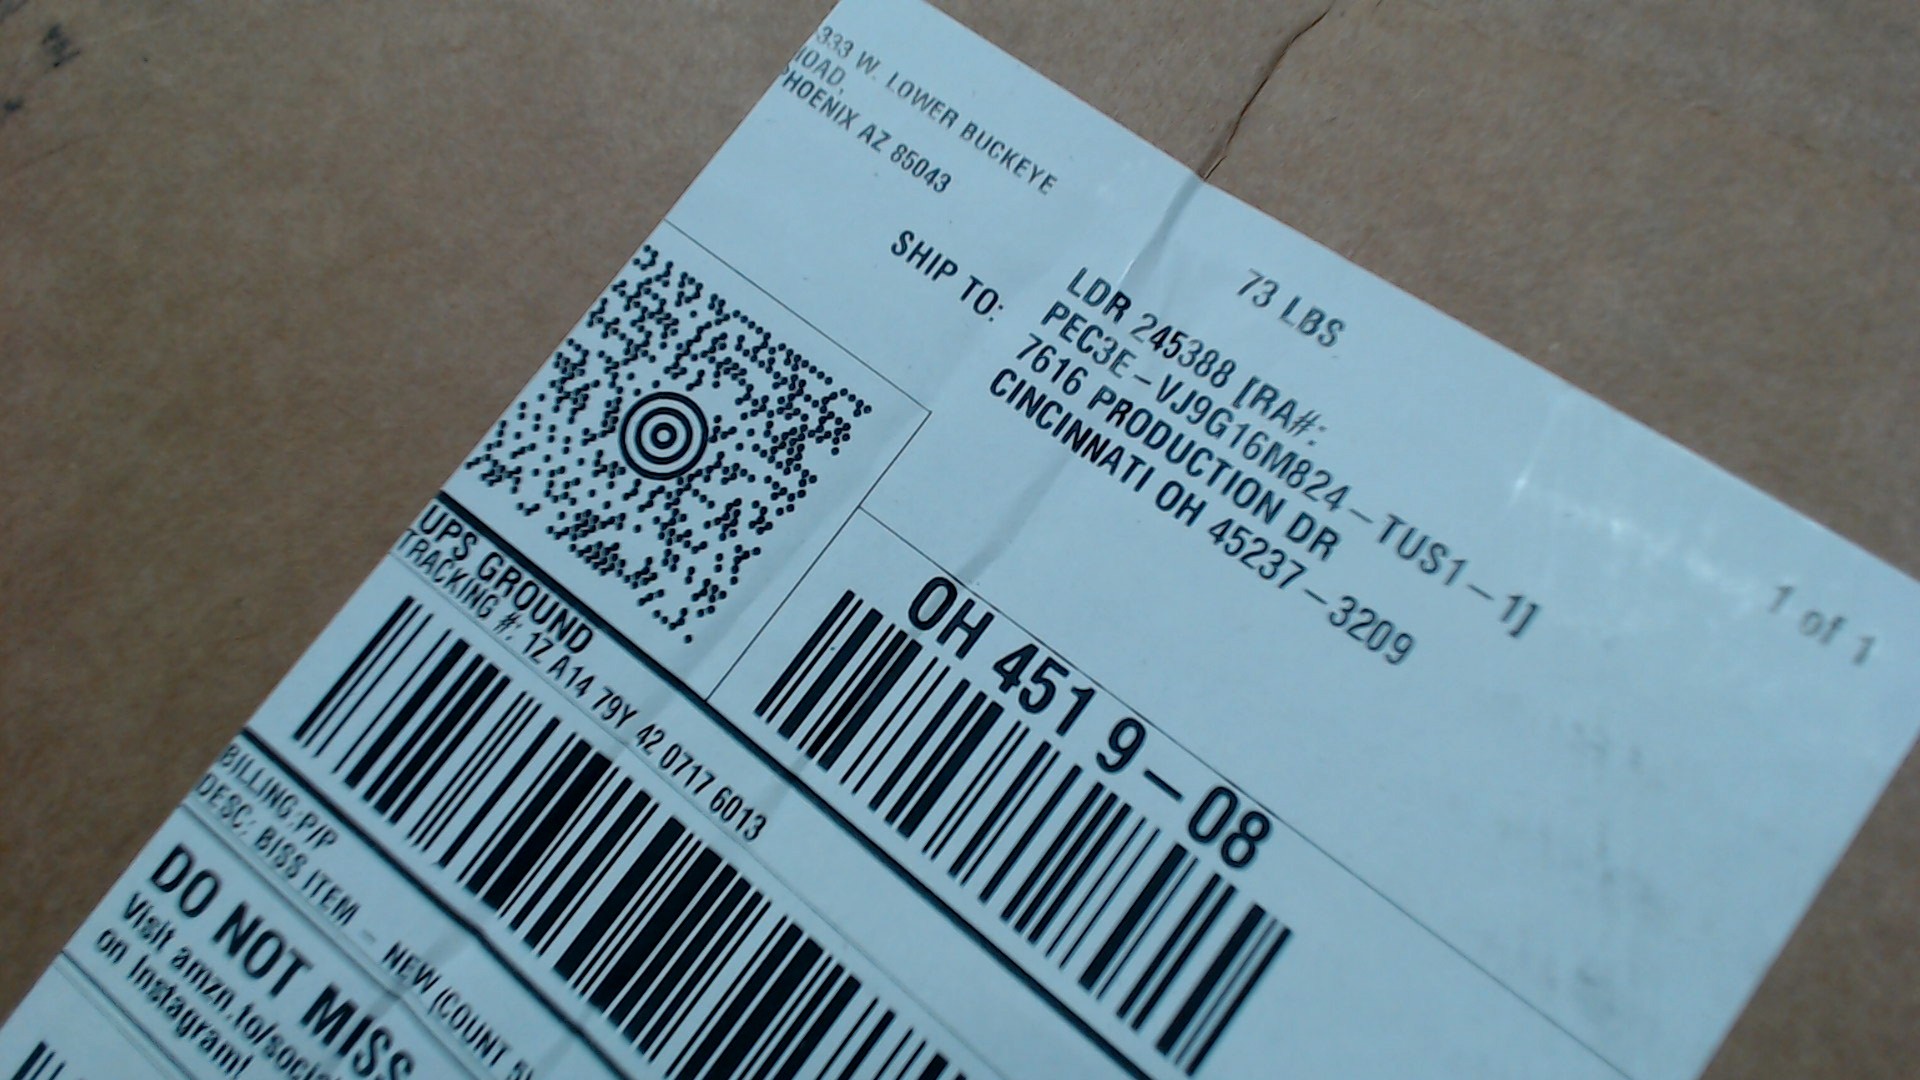 333 W. LOWER BUCKEYE
PHOENIX AZ 85043
73 LBS
1 of 1
SHIP TO:
LDR 245388 [RA#:
PEC3E-VJ9G16M824-TUS1-1]
7616 PRODUCTION DR
CINCINNATI OH 45237-3209
OH 451 9-08
UPS GROUND
TRACKING #: 1Z A14 79Y 42 0717 6013
BILLING:P/P
DESC: BISS ITEM - NEW (COUNT 5)
DO NOT MISS
Visit amzn.to/social
on Instagram!